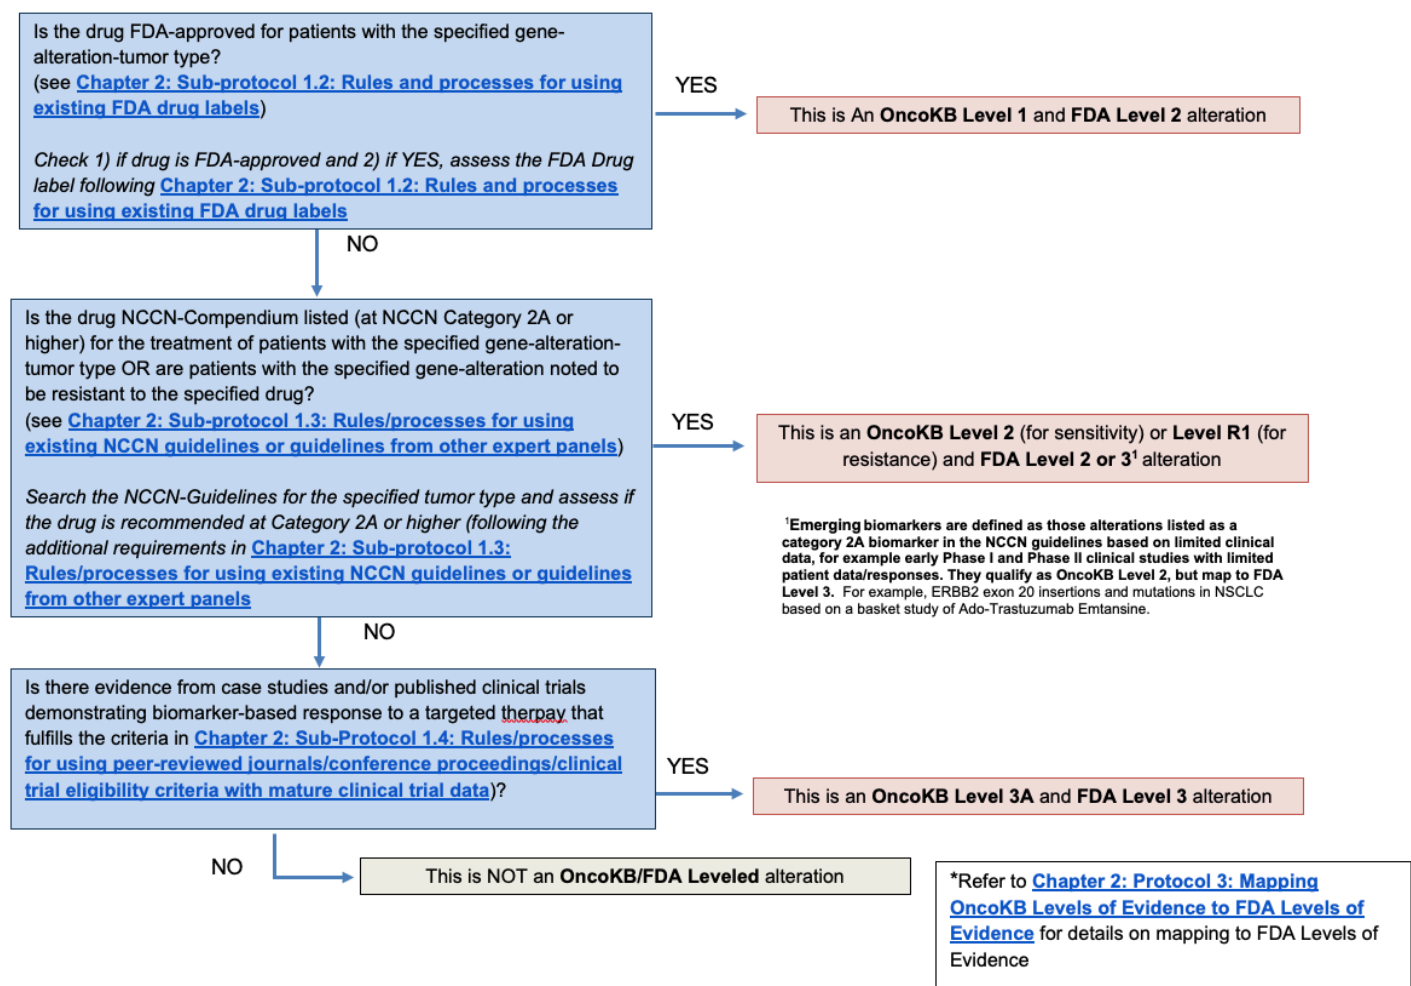 Is the drug FDA-approved for patients with the specified gene-
alteration-tumor type?
(see Chapter 2: Sub-protocol 1.2: Rules and processes for using
existing FDA drug labels)
Check 1) if drug is FDA-approved and 2) if YES, assess the FDA Drug
label following Chapter 2: Sub-protocol 1.2: Rules and processes
for using existing FDA drug labels
YES
This is An OncoKB Level 1 and FDA Level 2 alteration
NO
Is the drug NCCN-Compendium listed (at NCCN Category 2A or
higher) for the treatment of patients with the specified gene-alteration-
tumor type OR are patients with the specified gene-alteration noted to
be resistant to the specified drug?
(see Chapter 2: Sub-protocol 1.3: Rules/processes for using
existing NCCN guidelines or guidelines from other expert panels)
Search the NCCN-Guidelines for the specified tumor type and assess if
the drug is recommended at Category 2A or higher (following the
additional requirements in Chapter 2: Sub-protocol 1.3:
Rules/processes for using existing NCCN guidelines or guidelines
from other expert panels
YES
This is an OncoKB Level 2 (for sensitivity) or Level R1 (for
resistance) and FDA Level 2 or 3¹ alteration
¹Emerging biomarkers are defined as those alterations listed as a
category 2A biomarker in the NCCN guidelines based on limited clinical
data, for example early Phase I and Phase II clinical studies with limited
patient data/responses. They qualify as OncoKB Level 2, but map to FDA
Level 3. For example, ERBB2 exon 20 insertions and mutations in NSCLC
based on a basket study of Ado-Trastuzumab Emtansine.
NO
Is there evidence from case studies and/or published clinical trials
demonstrating biomarker-based response to a targeted therpay that
fulfills the criteria in Chapter 2: Sub-Protocol 1.4: Rules/processes
for using peer-reviewed journals/conference proceedings/clinical
trial eligibility criteria with mature clinical trial data)?
YES
This is an OncoKB Level 3A and FDA Level 3 alteration
NO
This is NOT an OncoKB/FDA Leveled alteration
*Refer to Chapter 2: Protocol 3: Mapping
OncoKB Levels of Evidence to FDA Levels of
Evidence for details on mapping to FDA Levels of
Evidence